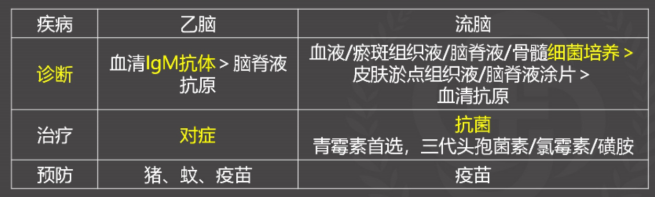 疾病 乙脑 流脑
诊断 血清IgM抗体>脑脊液抗原 血液/瘀斑组织液/脑脊液/骨髓细菌培养>
皮肤淤点组织液/脑脊液涂片>
血清抗原
治疗 对症 抗菌
青霉素首选，三代头孢菌素/氯霉素/磺胺
预防 猪、蚊、疫苗 疫苗